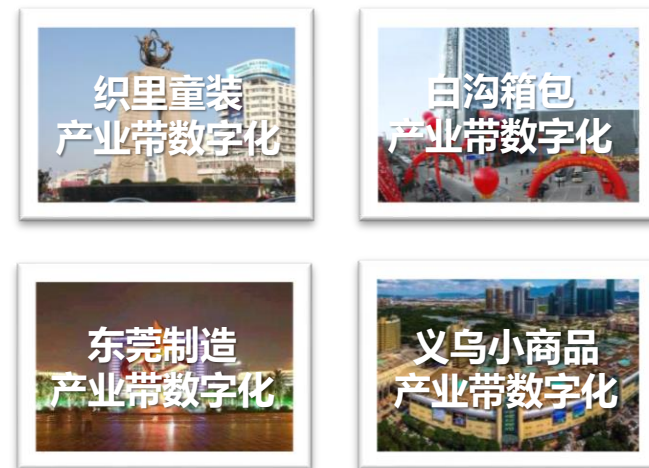 织里童装
产业带数字化
白沟箱包
产业带数字化
东莞制造
产业带数字化
义乌小商品
产业带数字化